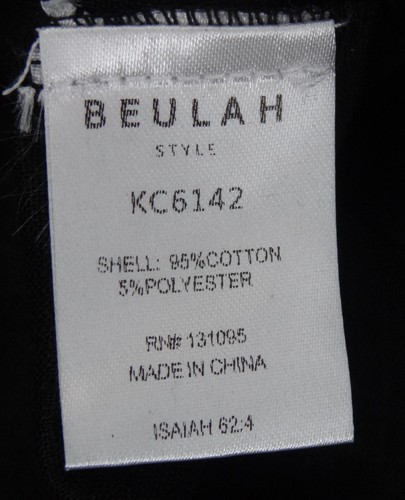 BEULAH
STYLE
KC6142
SHELL: 95%COTTON
5%POLYESTER
RN# 131095
MADE IN CHINA
ISAIAH 62:4